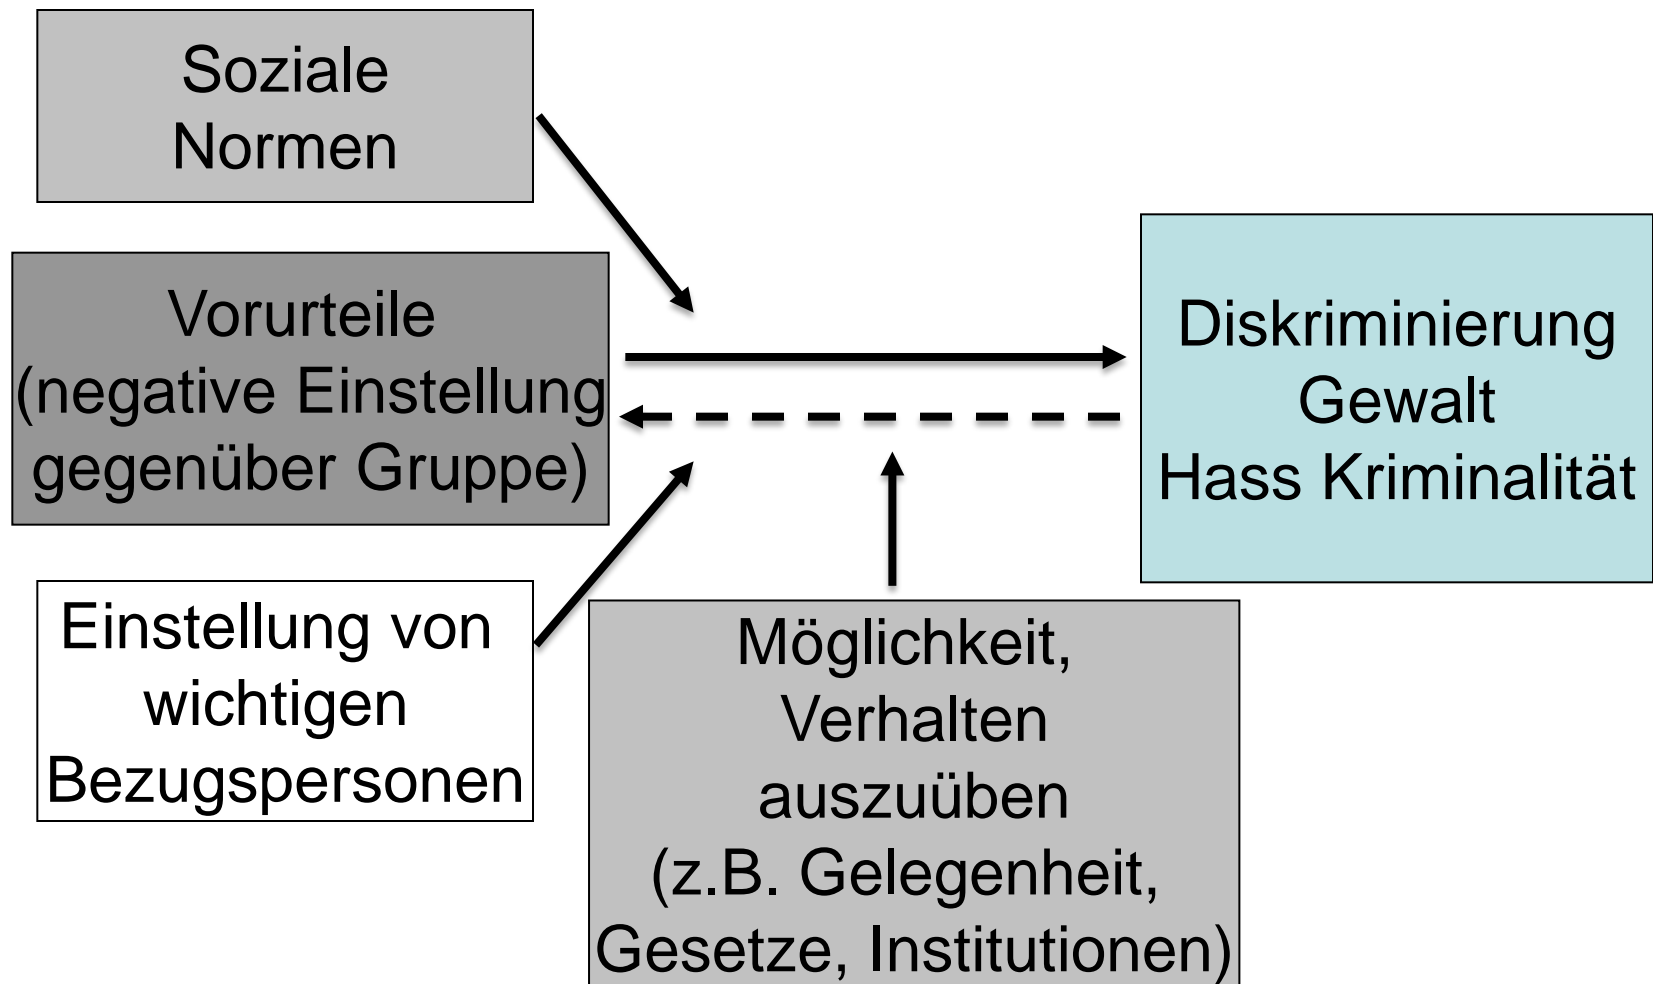 Soziale
Normen
Vorurteile
(negative Einstellung
gegenüber Gruppe)
Diskriminierung
Gewalt
Hass Kriminalität
Einstellung von
wichtigen
Bezugspersonen
Möglichkeit,
Verhalten
auszuüben
(z.B. Gelegenheit,
Gesetze, Institutionen)